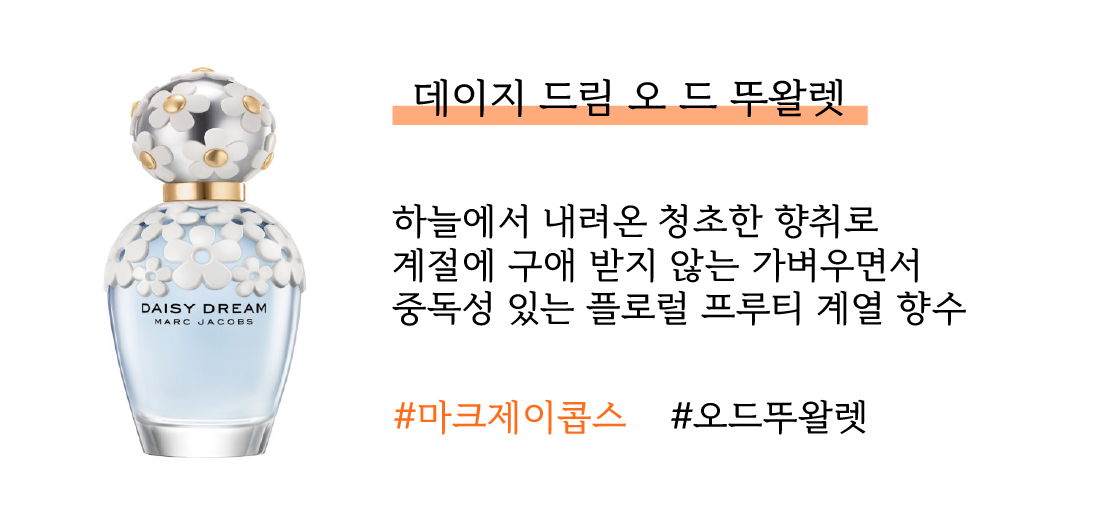 데이지 드림 오 드 뚜왈렛
하늘에서 내려온 청초한 향취로
계절에 구애 받지 않는 가벼우면서
중독성 있는 플로럴 프루티 계열 향수
#마크제이콥스 #오드뚜왈렛
DAISY DREAM
MARC JACOBS